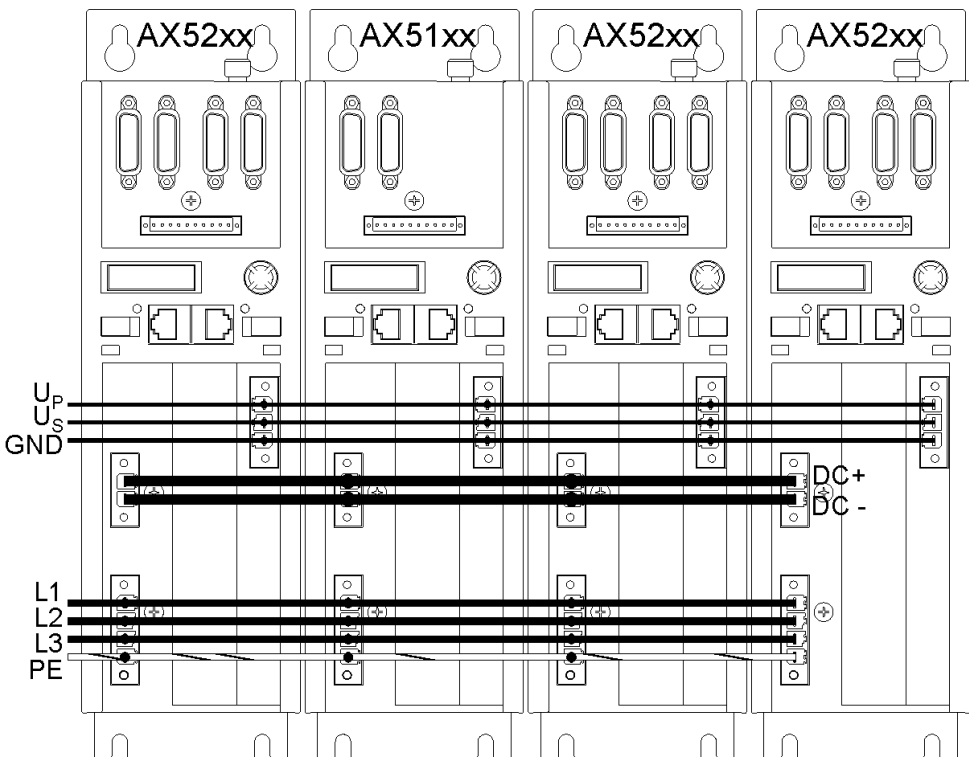 AX52xx
AX51xx
AX52xx
AX52xx
UP
US
GND
DC+
DC -
L1
L2
L3
PE